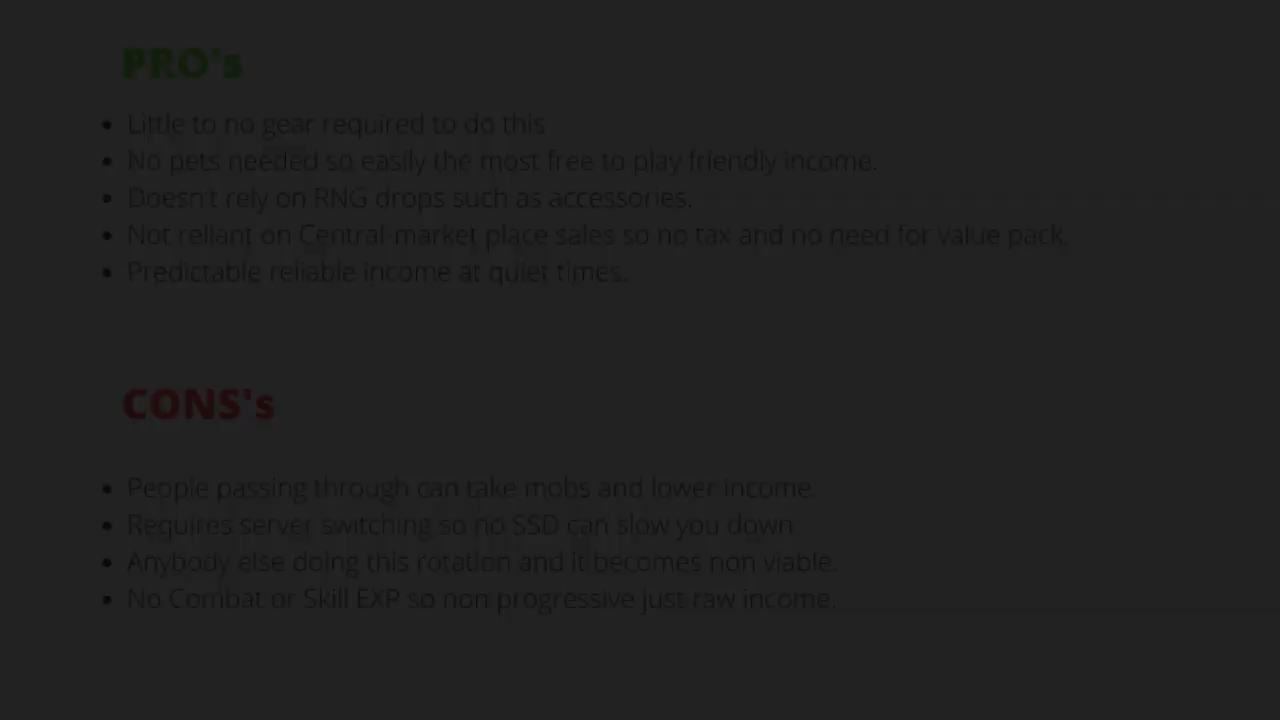 PRO's
Little to no gear required to do this
No pets needed so easily the most free to play friendly income.
Doesn't rely on RNG drops such as accessories.
Not reliant on Central market place sales so no tax and no need for value pack.
Predictable reliable income at quiet times.
CONS's
People passing through can take mobs and lower income.
Requires server switching so no SSD can slow you down
Anybody else doing this rotation and it becomes non viable.
No Combat or Skill EXP so non progressive just raw income.